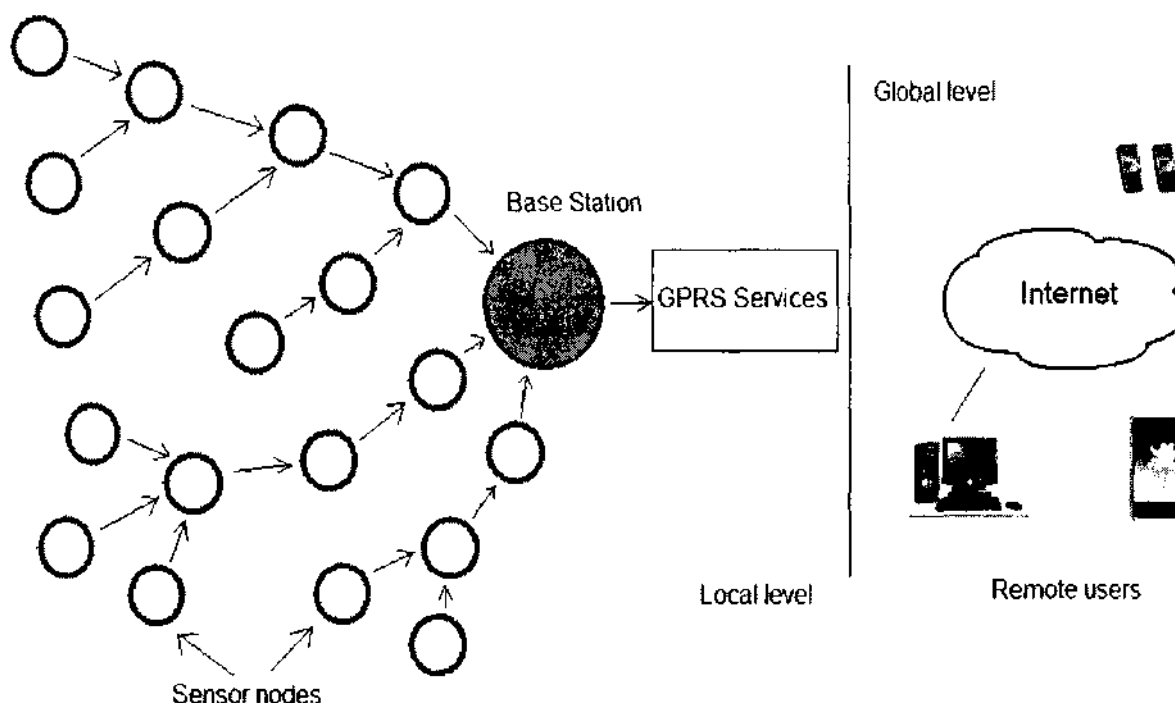 Global level
Base Station
GPRS Services
Internet
Local level
Remote users
Sensor nodes